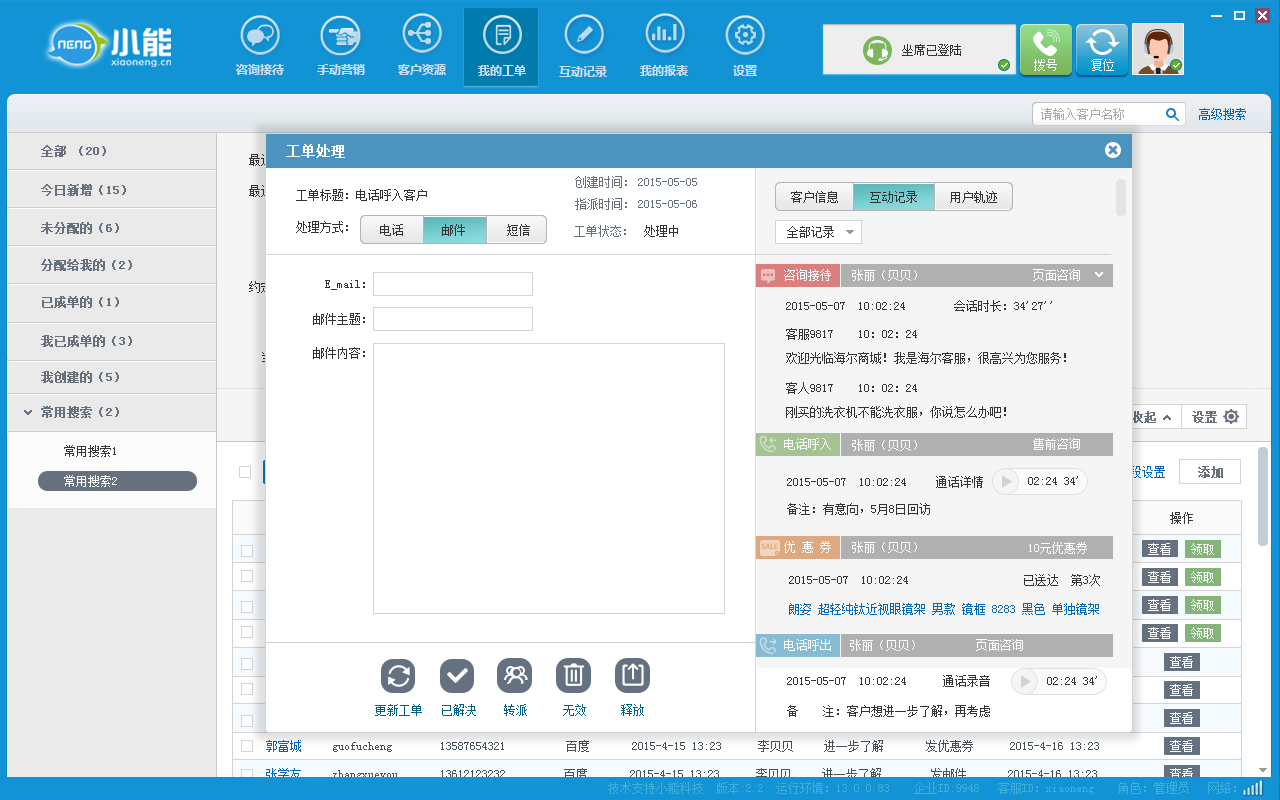 NENG 小能
xiaoneng.cn
咨询接待 手动营销 客户资源 我的工单 互动记录 我的报表 设置
坐席已登陆 拨号 复位
请输入客户名称 高级搜索
全部 (20)
今日新增 (15)
未分配的 (6)
分配给我的 (2)
已成单的 (1)
我已成单的 (3)
我创建的 (5)
常用搜索 (2)
常用搜索1
常用搜索2
工单处理
工单标题: 电话呼入客户
处理方式: 电话 邮件 短信
创建时间: 2015-05-05
指派时间: 2015-05-06
工单状态: 处理中
E_mail:
邮件主题:
邮件内容:
更新工单 已解决 转派 无效 释放
客户信息 互动记录 用户轨迹
全部记录
咨询接待 张丽 (贝贝) 页面咨询
2015-05-07 10:02:24 会话时长: 34'27''
客服9817 10: 02: 24
欢迎光临海尔商城! 我是海尔客服, 很高兴为您服务!
客人9817 10: 02: 24
刚买的洗衣机不能洗衣服, 你说怎么办吧!
电话呼入 张丽 (贝贝) 售前咨询
2015-05-07 10:02:24 通话详情 02:24 34'
备注: 有意向, 5月8日回访
SALE 优 惠 券 张丽 (贝贝) 10元优惠券
2015-05-07 10:02:24 已送达 第3次
朗姿 超轻纯钛近视眼镜架 男款 镜框 8283 黑色 单独镜架
电话呼出 张丽 (贝贝) 页面咨询
2015-05-07 10:02:24 通话录音 02:24 34'
备 注: 客户想进一步了解, 再考虑
收起 设置
设置 添加
操作
查看 领取
查看 领取
查看 领取
查看 领取
查看
查看
查看
郭富城 guofucheng 13587654321 百度 2015-4-15 13:23 李贝贝 进一步了解 发优惠券 2015-4-16 13:23 查看
张学友 zhangxueyou 13612123232 百度 2015-4-15 13:23 李贝贝 进一步了解 发邮件 2015-4-16 13:23 查看
技术支持小能科技 版本:2.2 运行环境: 13.0.0.83 企业ID:9948 客服ID: xiaoneng 角色: 管理员 网络: